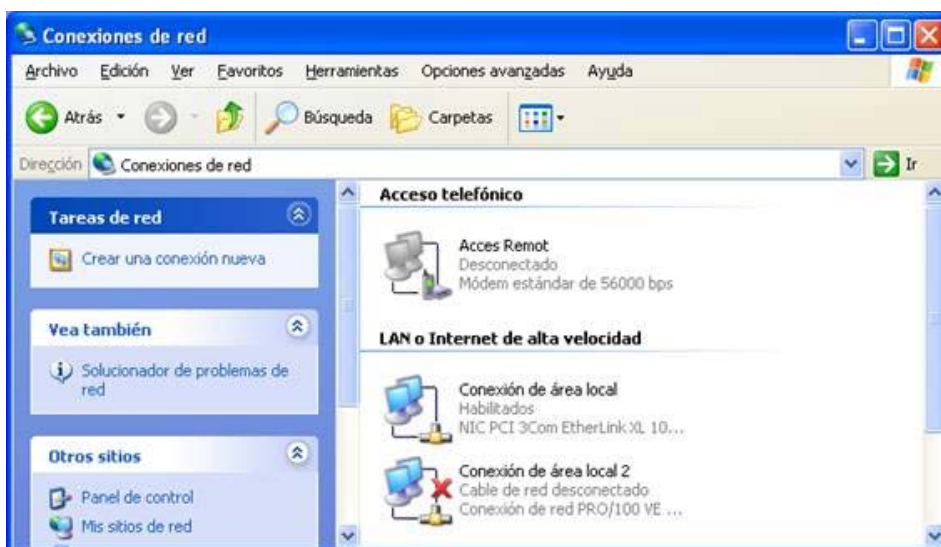 Conexiones de red
Archivo Edición Ver Favoritos Herramientas Opciones avanzadas Ayuda
Atrás Búsqueda Carpetas
Dirección Conexiones de red Ir
Tareas de red
Crear una conexión nueva
Vea también
Solucionador de problemas de
red
Otros sitios
Panel de control
Mis sitios de red
Acceso telefónico
Acces Remot
Desconectado
Módem estándar de 56000 bps
LAN o Internet de alta velocidad
Conexión de área local
Habilitados
NIC PCI 3Com EtherLink XL 10...
Conexión de área local 2
Cable de red desconectado
Conexión de red PRO/100 VE ...